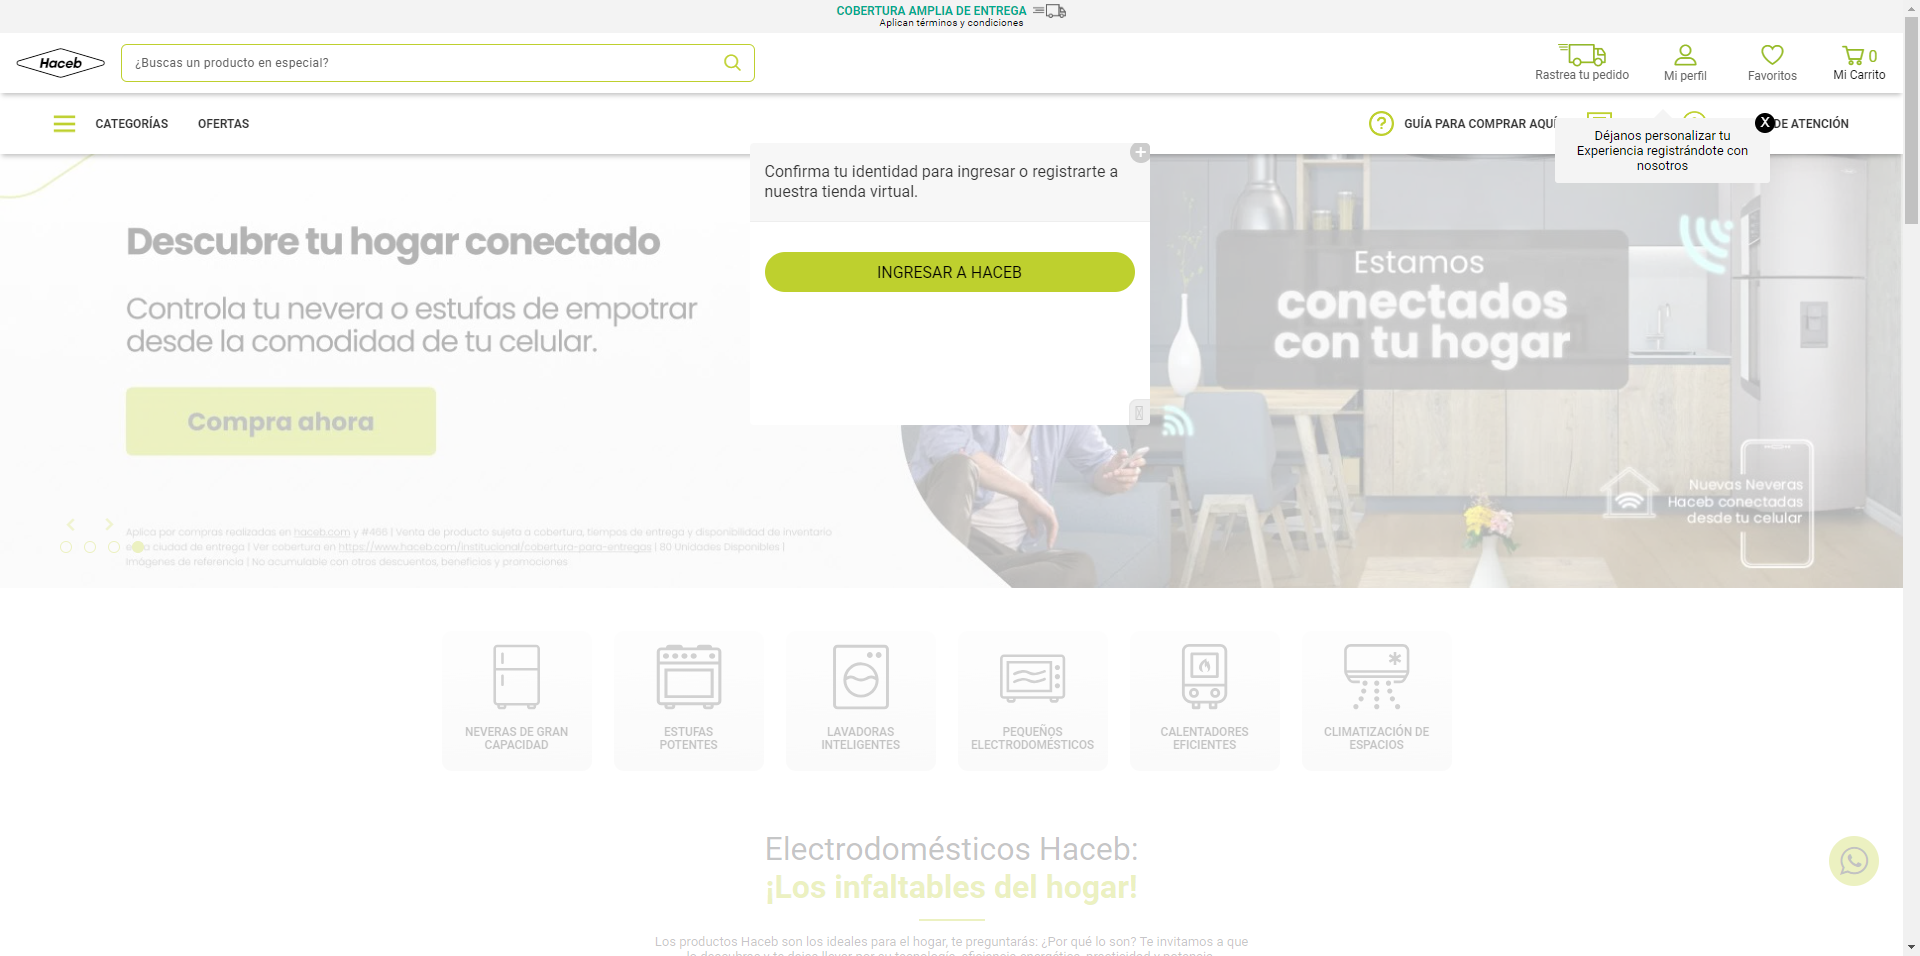 COBERTURA AMPLIA DE ENTREGA
Aplican términos y condiciones
Haceb
¿Buscas un producto en especial?
Rastrea tu pedido
Mi perfil
Favoritos
0
Mi Carrito
CATEGORÍAS
OFERTAS
GUÍA PARA COMPRAR AQUÍ
DE ATENCIÓN
X
Déjanos personalizar tu
Experiencia registrándote con
nosotros
Confirma tu identidad para ingresar o registrarte a
nuestra tienda virtual.
INGRESAR A HACEB
Descubre tu hogar conectado
Controla tu nevera o estufas de empotrar
desde la comodidad de tu celular.
Compra ahora
Estamos
conectados
con tu hogar
Nuevas Neveras
Haceb conectadas
desde tu celular
Aplica por compras realizadas en haceb.com y #466 | Venta de producto sujeta a cobertura, tiempos de entrega y disponibilidad de inventario
ciudad de entrega | Ver cobertura en https://www.haceb.com/institucional/cobertura-para-entregas | 80 Unidades Disponibles |
Imágenes de referencia | No acumulable con otros descuentos, beneficios y promociones.
NEVERAS DE GRAN
CAPACIDAD
ESTUFAS
POTENTES
LAVADORAS
INTELIGENTES
PEQUEÑOS
ELECTRODOMÉSTICOS
CALENTADORES
EFICIENTES
CLIMATIZACIÓN DE
ESPACIOS
Electrodomésticos Haceb:
¡Los infaltables del hogar!
Los productos Haceb son los ideales para el hogar, te preguntarás: ¿Por qué lo son? Te invitamos a que